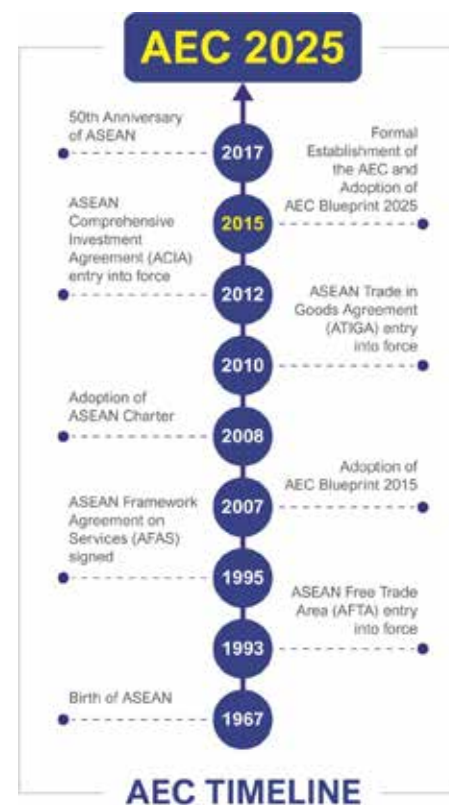 AEC 2025
50th Anniversary
of ASEAN
2017
Formal
Establishment of
the AEC and
Adoption of
AEC Blueprint 2025
2015
ASEAN
Comprehensive
Investment
Agreement (ACIA)
entry into force
2012
ASEAN Trade in
Goods Agreement
(ATIGA) entry
into force
2010
Adoption of
ASEAN Charter
2008
Adoption of
AEC Blueprint 2015
2007
ASEAN Framework
Agreement on
Services (AFAS)
signed
1995
ASEAN Free Trade
Area (AFTA) entry
into force
1993
Birth of ASEAN
1967
AEC TIMELINE